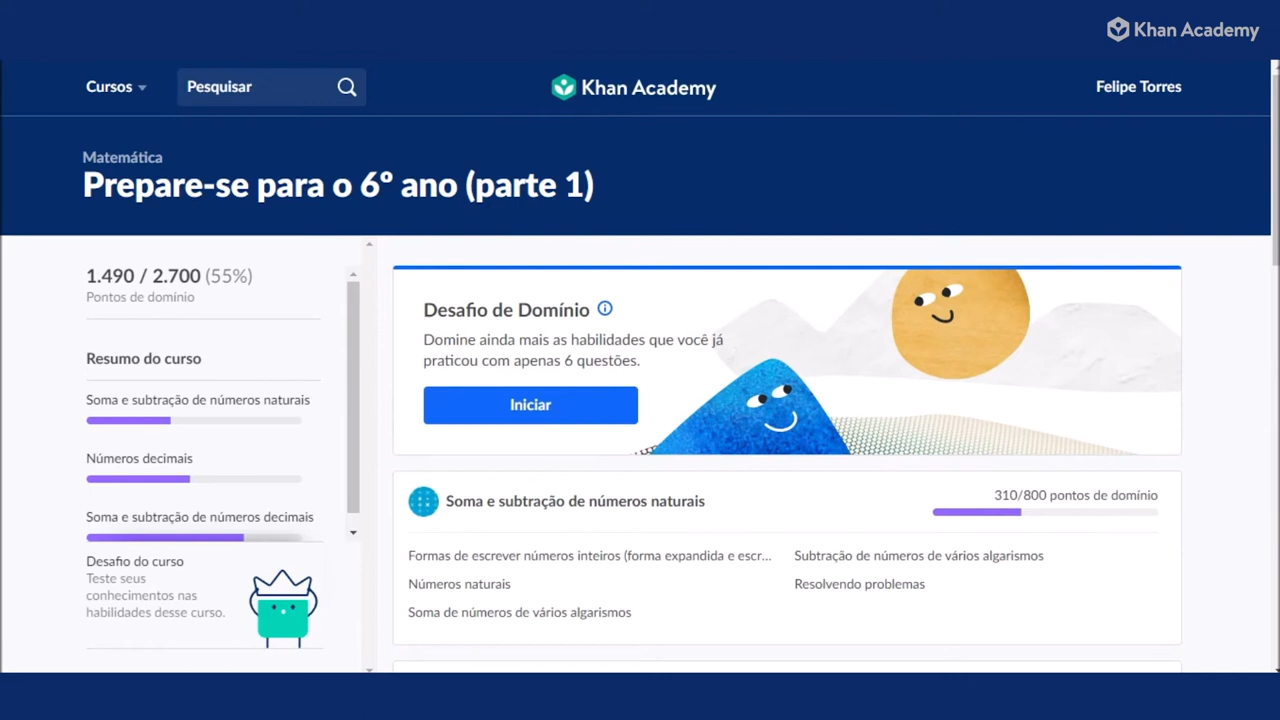 Khan Academy
Cursos
Pesquisar
Khan Academy
Felipe Torres
Matemática
Prepare-se para o 6º ano (parte 1)
1.490 / 2.700 (55%)
Pontos de domínio
Resumo do curso
Soma e subtração de números naturais
Números decimais
Soma e subtração de números decimais
Desafio do curso
Teste seus
conhecimentos nas
habilidades desse curso.
Desafio de Domínio
Domine ainda mais as habilidades que você já
praticou com apenas 6 questões.
Iniciar
Soma e subtração de números naturais
310/800 pontos de domínio
Formas de escrever números inteiros (forma expandida e escr...
Números naturais
Soma de números de vários algarismos
Subtração de números de vários algarismos
Resolvendo problemas